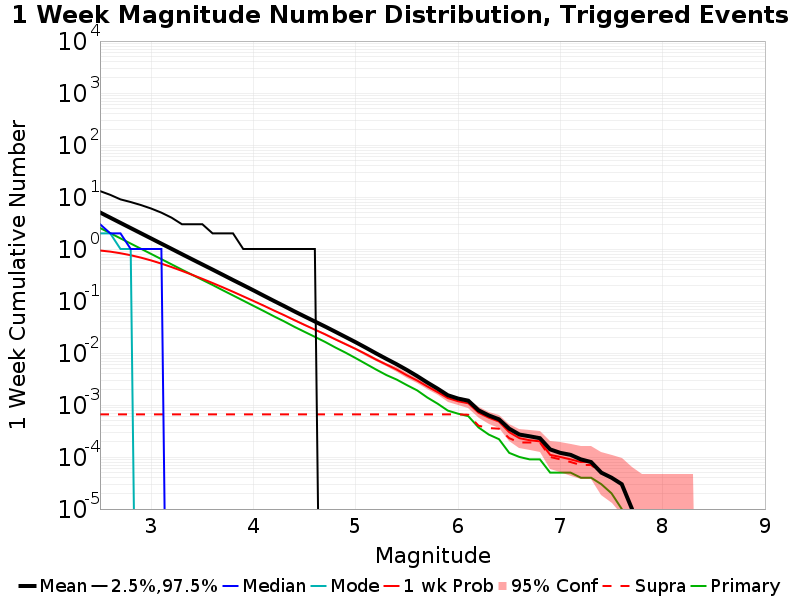 1 Week Magnitude Number Distribution, Triggered Events
10^4
10^3
10^2
10^1
10^0
10^-1
10^-2
10^-3
10^-4
10^-5
1 Week Cumulative Number
3 4 5 6 7 8 9
Magnitude
Mean 2.5%,97.5% Median Mode 1 wk Prob 95% Conf Supra Primary